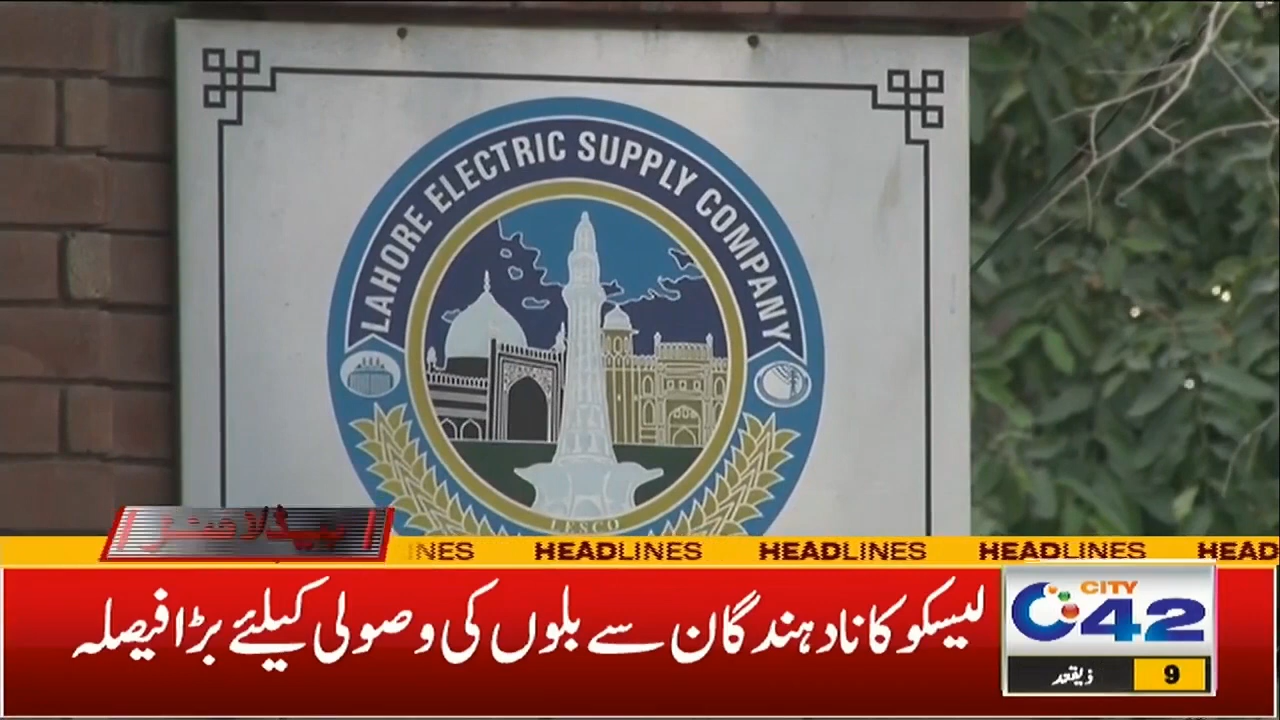 LAHORE ELECTRIC SUPPLY COMPANY
LESCO
ہیڈلائنز
INES HEADLINES HEADLINES HEADLINES HEAD
لیسکو کا نادہندگان سے بلوں کی وصولی کیلئے بڑا فیصلہ
CITY
42
ذیقعد 9